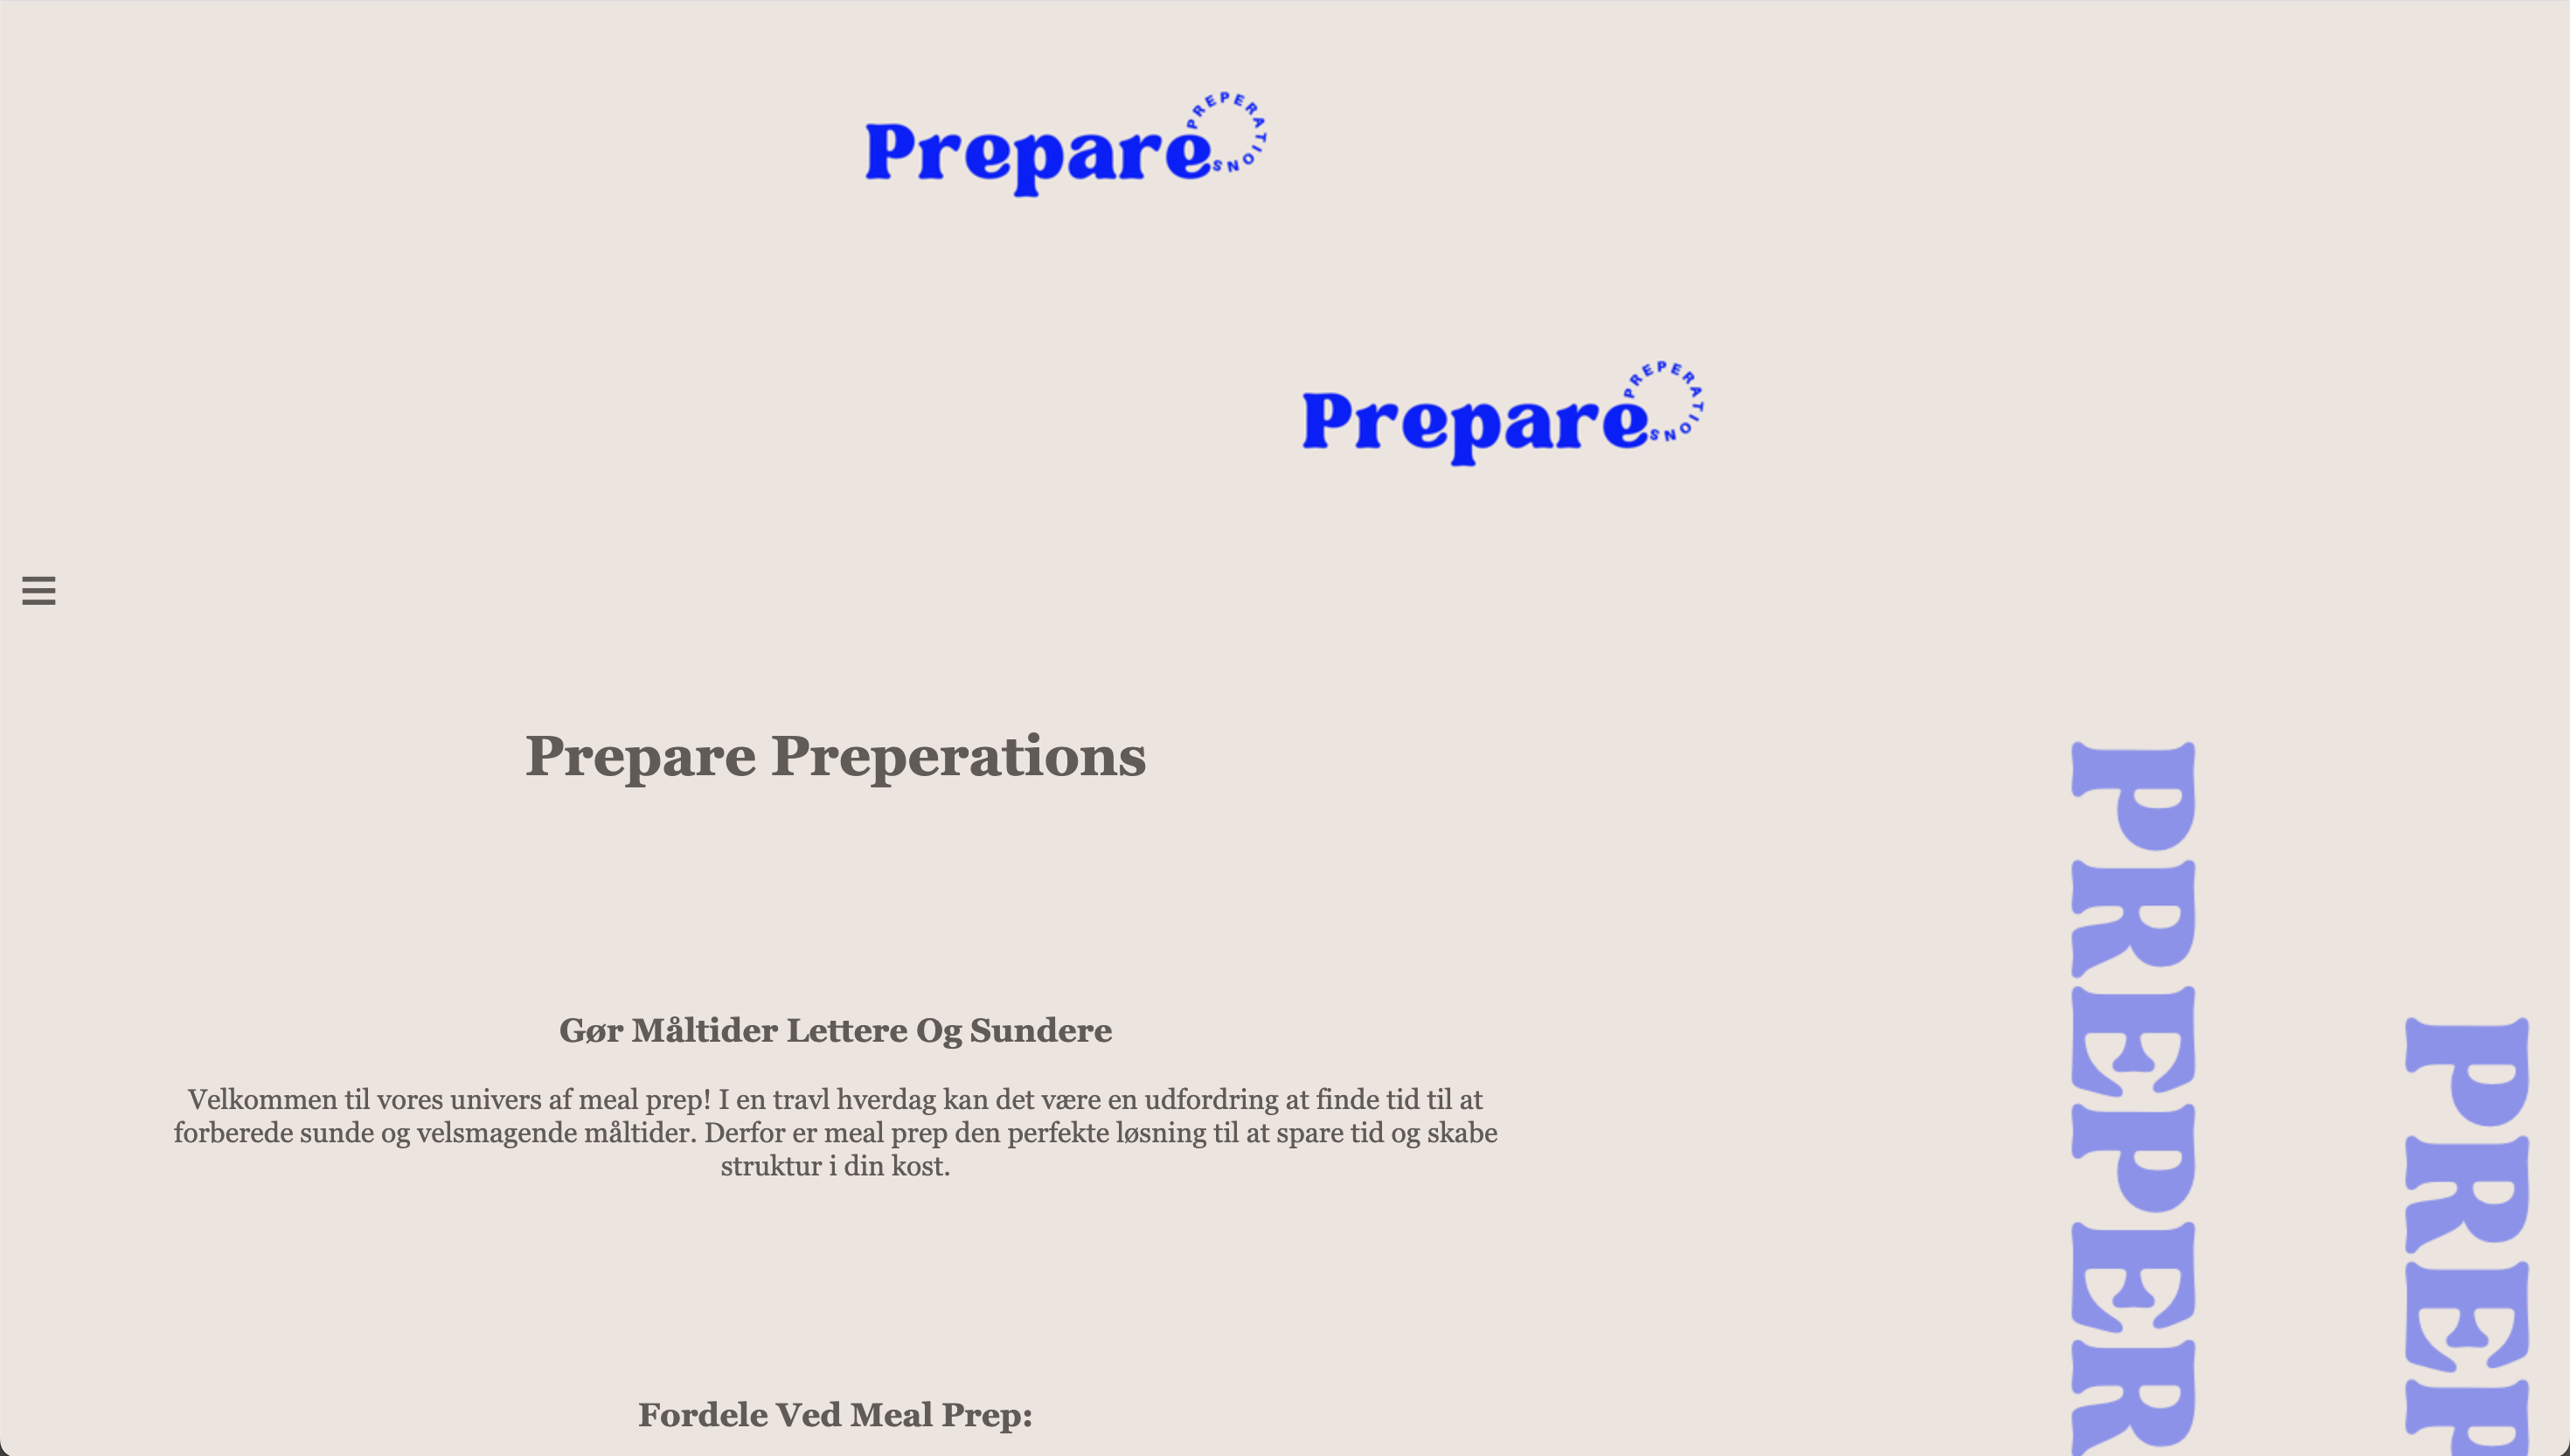 Prepare
PREPERATIONS
Prepare
PREPERATIONS
Prepare Preperations
Gør Måltider Lettere Og Sundere
Velkommen til vores univers af meal prep! I en travl hverdag kan det være en udfordring at finde tid til at
forberede sunde og velsmagende måltider. Derfor er meal prep den perfekte løsning til at spare tid og skabe
struktur i din kost.
Fordele Ved Meal Prep:
PREPER
PREP